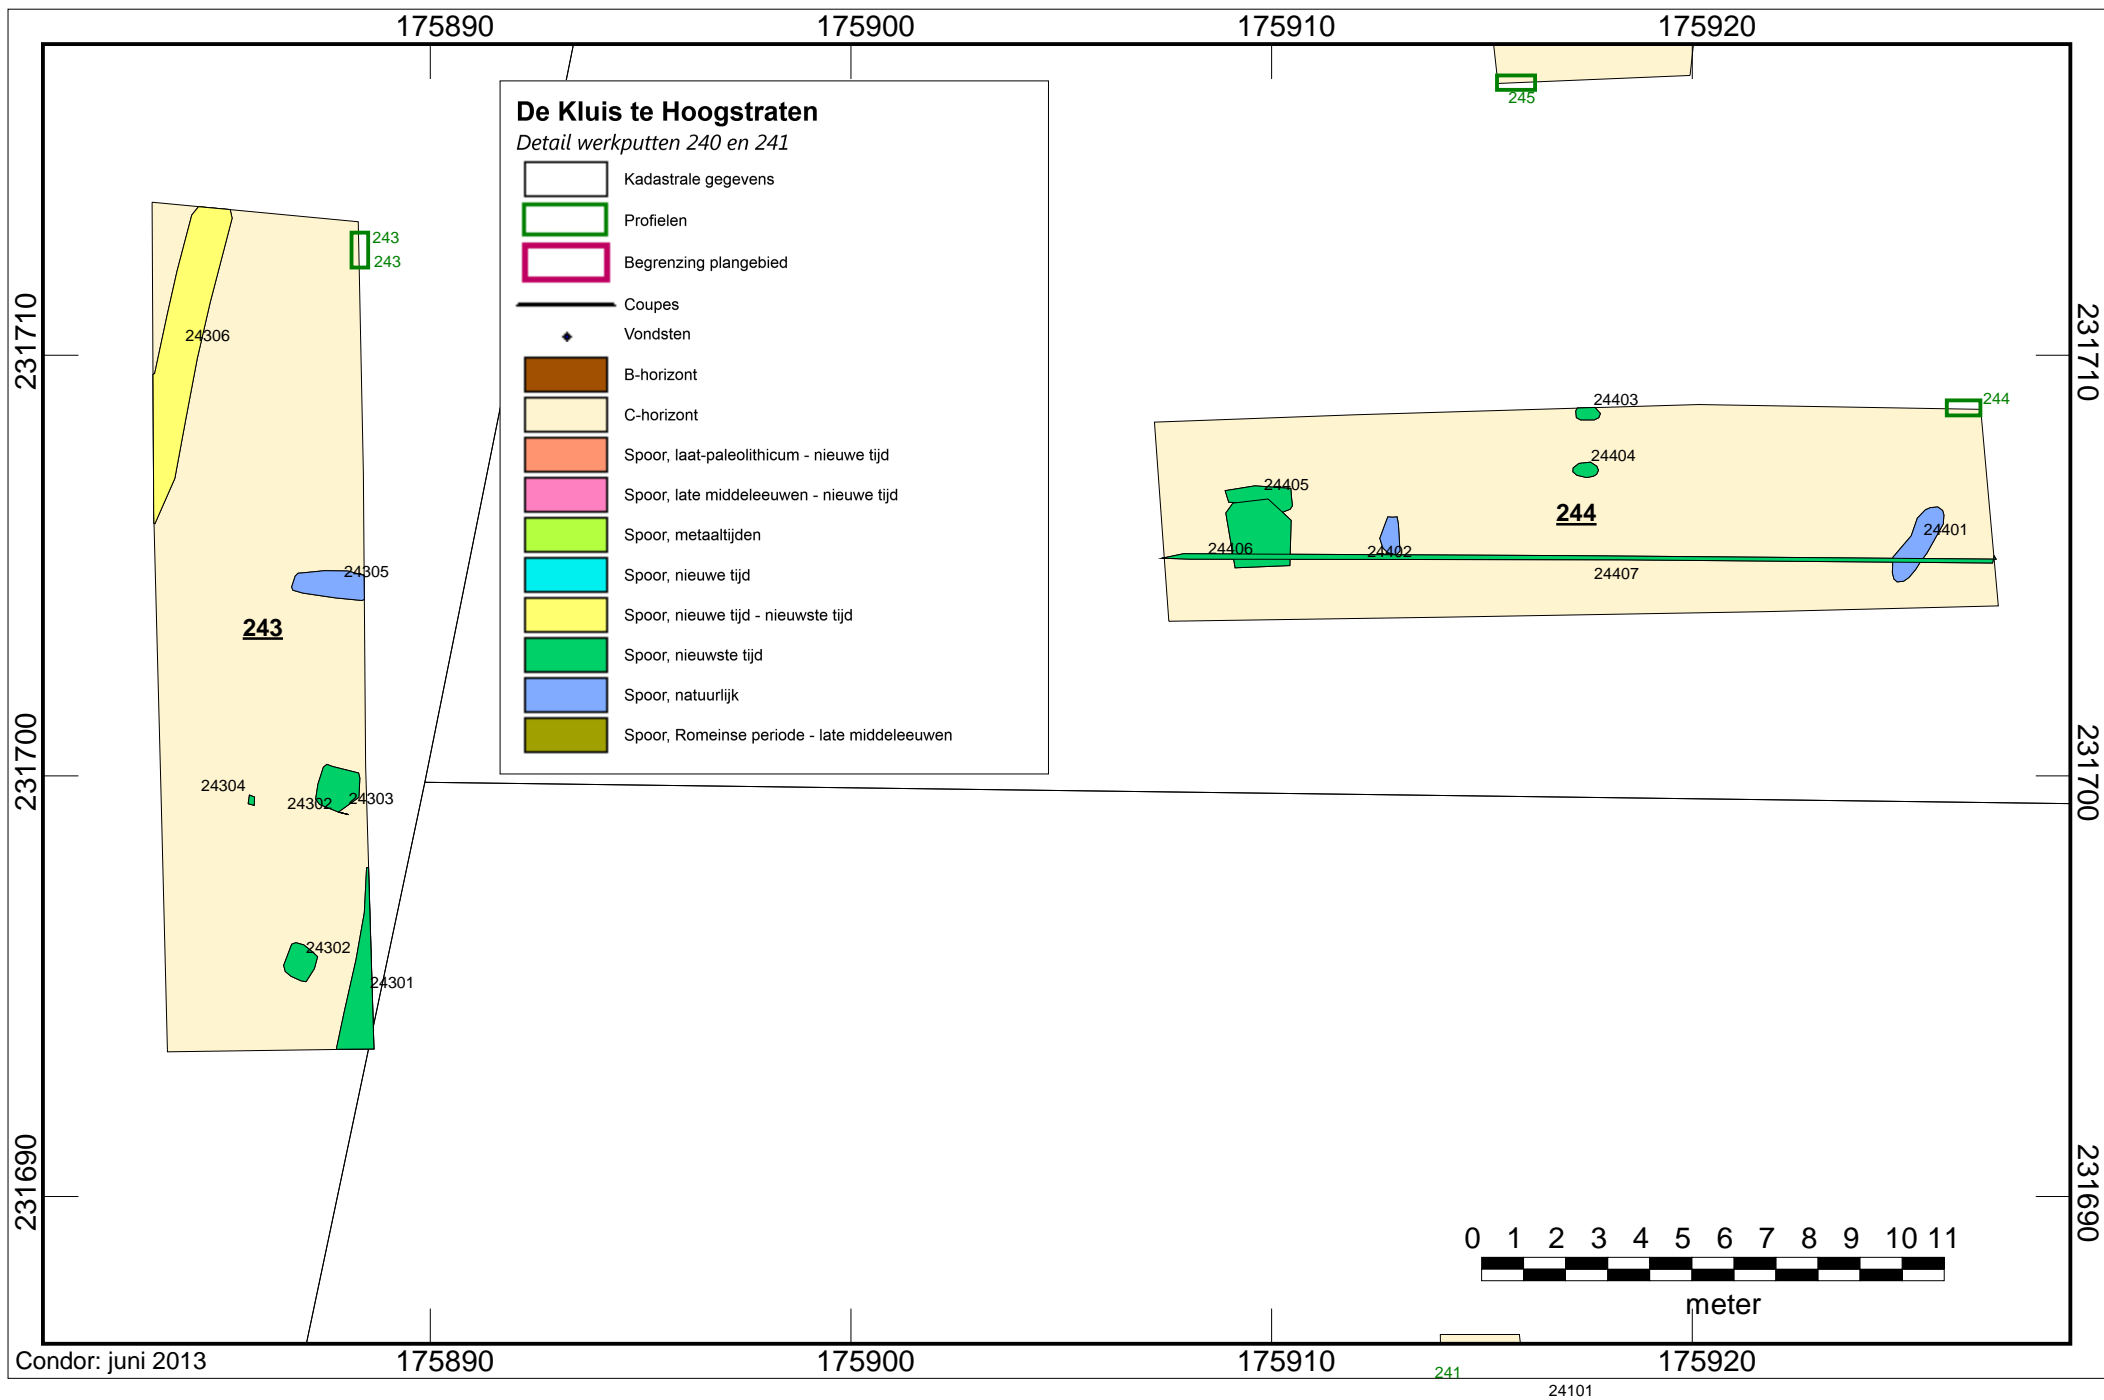 175890 175900 175910 175920
245
De Kluis te Hoogstraten
Detail werkputten 240 en 241
Kadastrale gegevens
Profielen
Begrenzing plangebied
Coupes
Vondsten
B-horizont
C-horizont
Spoor, laat-paleolithicum - nieuwe tijd
Spoor, late middeleeuwen - nieuwe tijd
Spoor, metaaltijden
Spoor, nieuwe tijd
Spoor, nieuwe tijd - nieuwste tijd
Spoor, nieuwste tijd
Spoor, natuurlijk
Spoor, Romeinse periode - late middeleeuwen
243
243
231710
24306
24305
243
231700
24304
24302
24303
24302
24301
231690
231710
24403
244
24404
24405
244
24401
24406
24402
24407
231700
231690
0 1 2 3 4 5 6 7 8 9 10 11
meter
Condor: juni 2013
175890 175900 175910 175920
241
24101